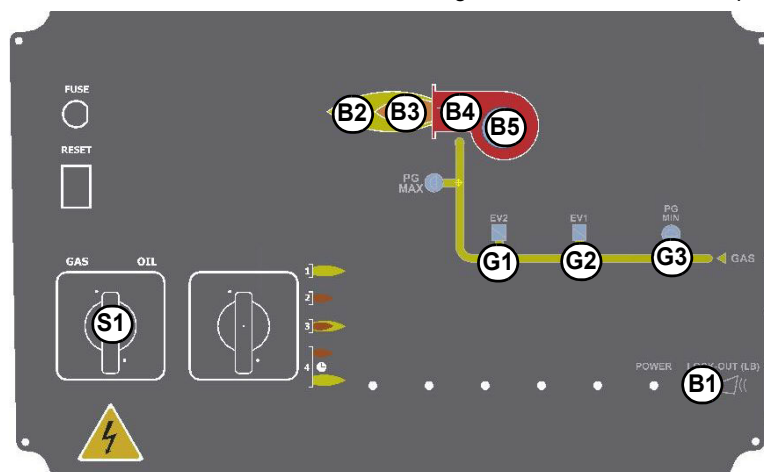 FUSE
B2 B3 B4 B5
RESET
PG
MAX
EV2 EV1 PG
MIN
G1 G2 G3 GAS
GAS OIL
1
2
S1 3
POWER LOCK-OUT (LB)
4
B1